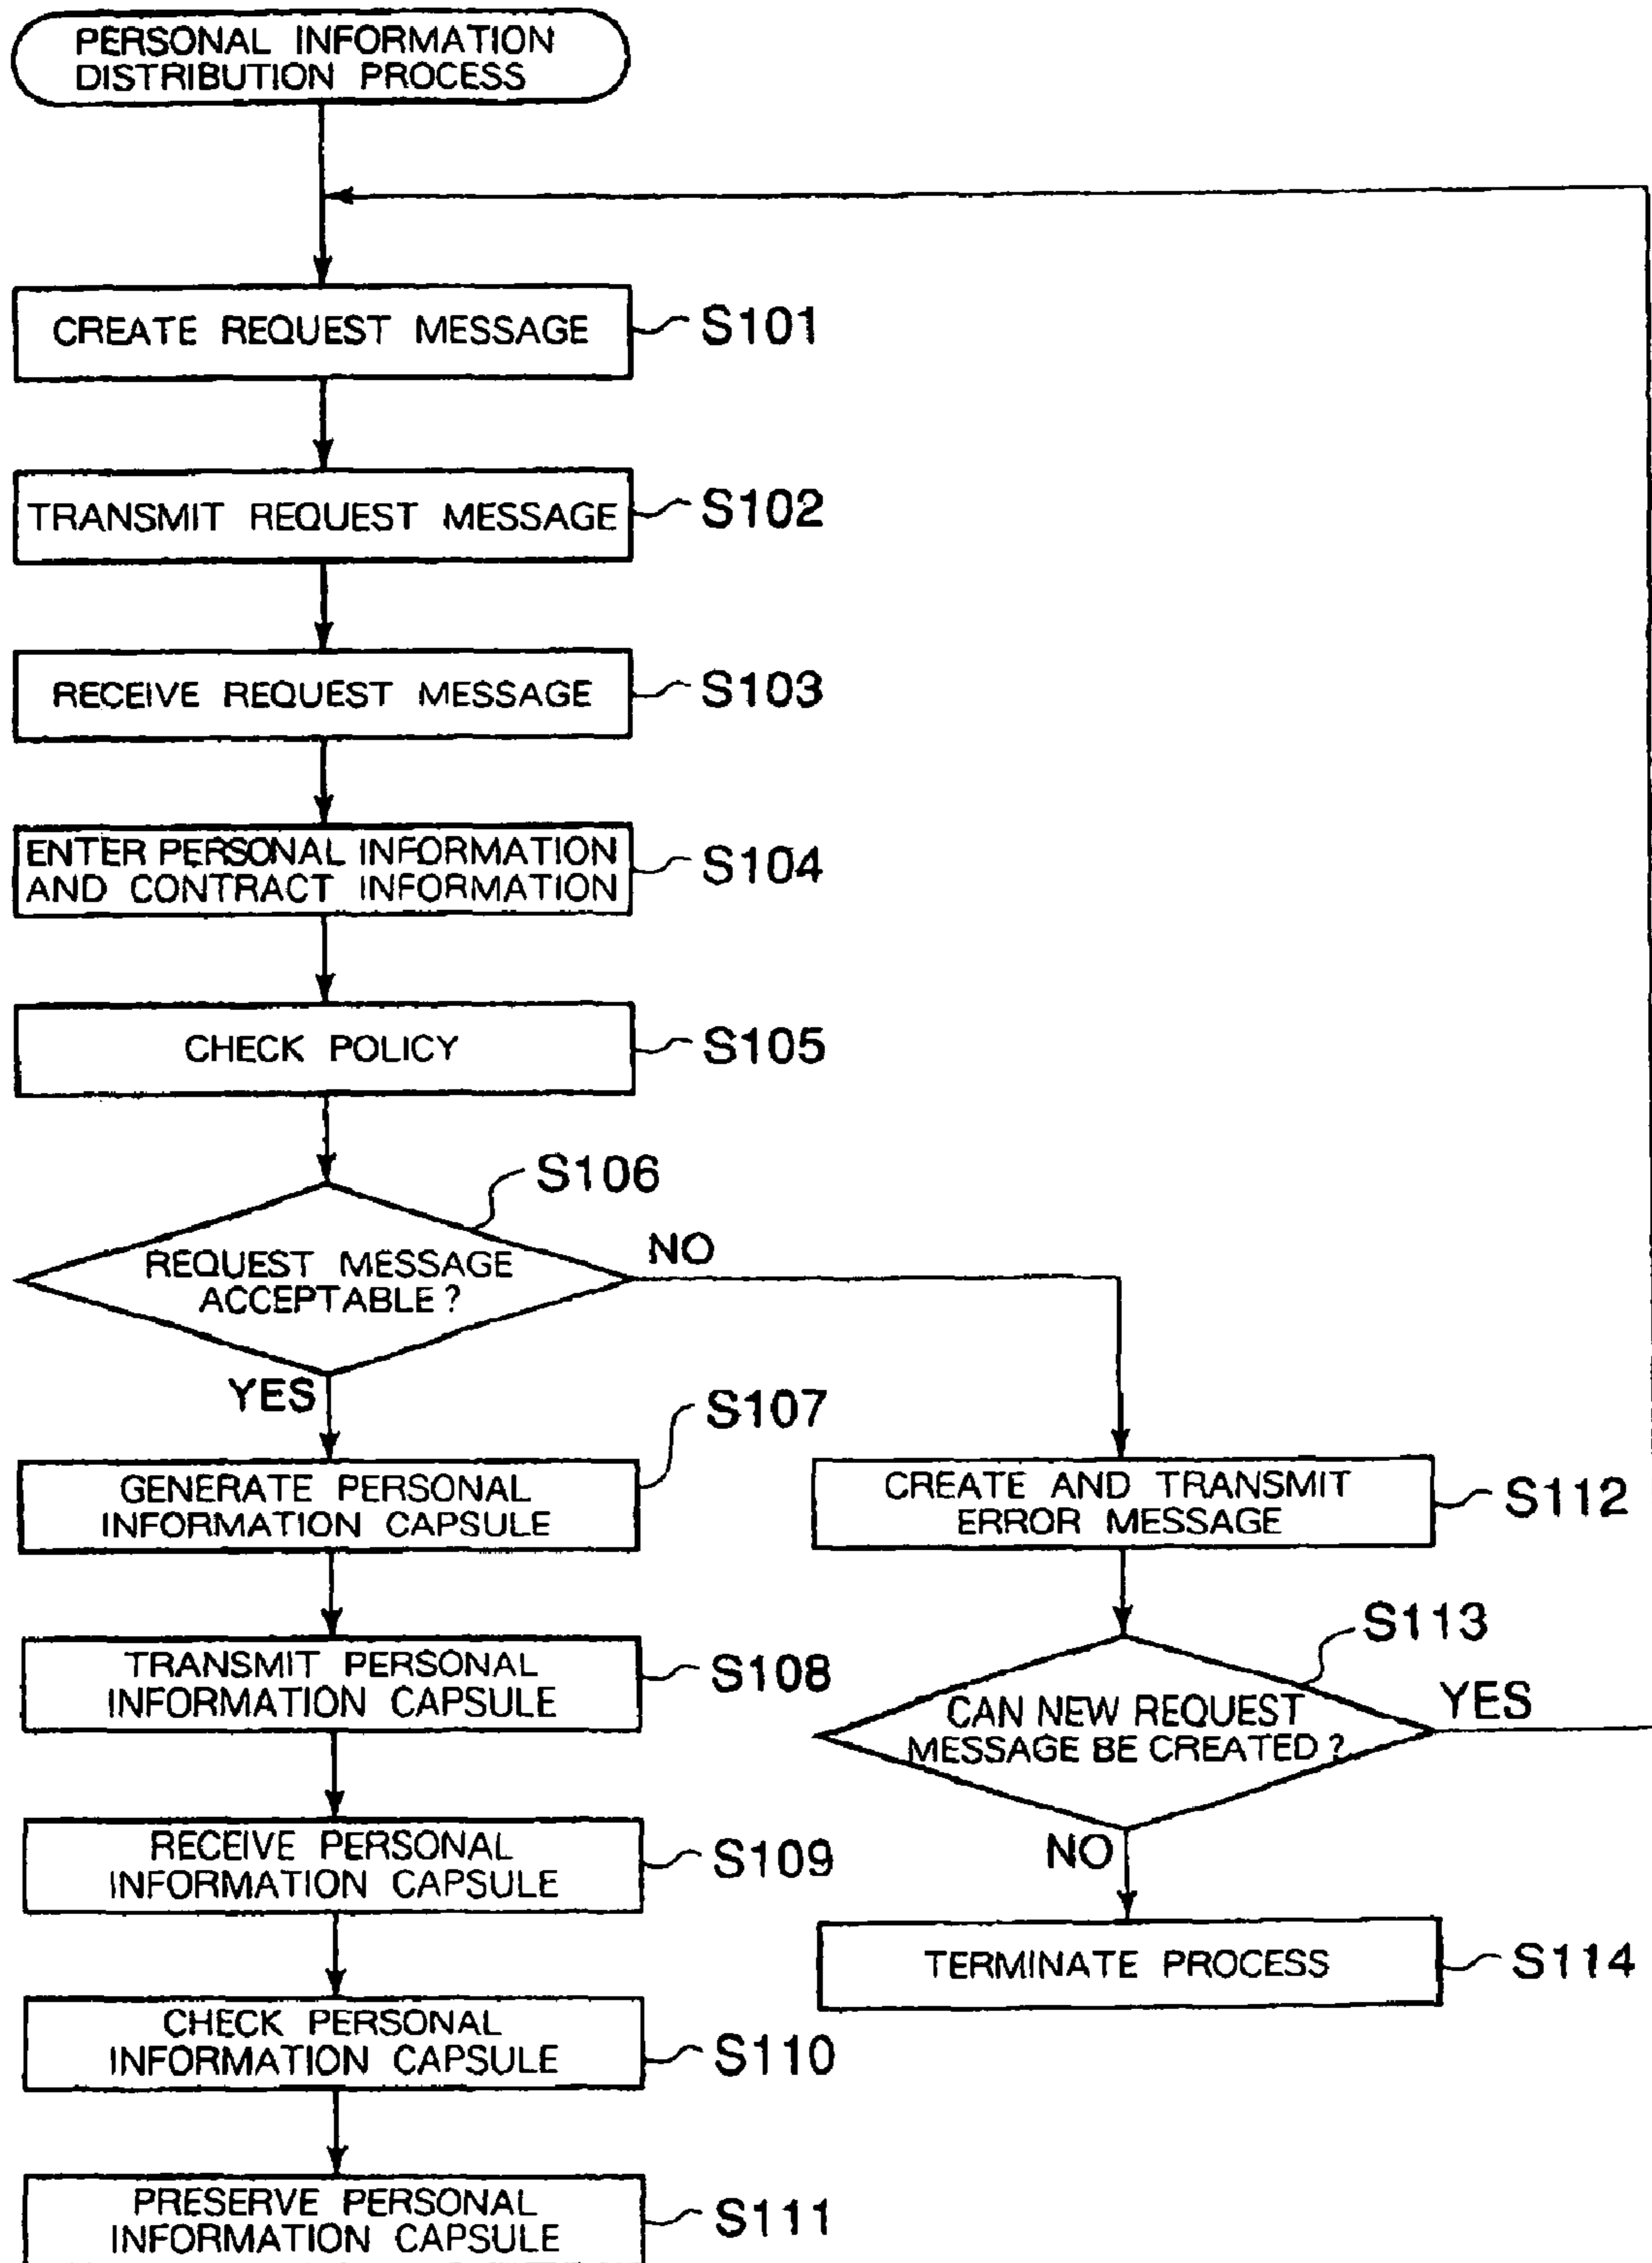 PERSONAL INFORMATION
DISTRIBUTION PROCESS
CREATE REQUEST MESSAGE
S101
TRANSMIT REQUEST MESSAGE
S102
RECEIVE REQUEST MESSAGE
S103
ENTER PERSONAL INFORMATION
AND CONTRACT INFORMATION
S104
CHECK POLICY
S105
S106
REQUEST MESSAGE
ACCEPTABLE?
NO
YES
S107
GENERATE PERSONAL
INFORMATION CAPSULE
TRANSMIT PERSONAL
INFORMATION CAPSULE
S108
RECEIVE PERSONAL
INFORMATION CAPSULE
S109
CHECK PERSONAL
INFORMATION CAPSULE
S110
PRESERVE PERSONAL
INFORMATION CAPSULE
S111
CREATE AND TRANSMIT
ERROR MESSAGE
S112
S113
CAN NEW REQUEST
MESSAGE BE CREATED?
YES
NO
TERMINATE PROCESS
S114